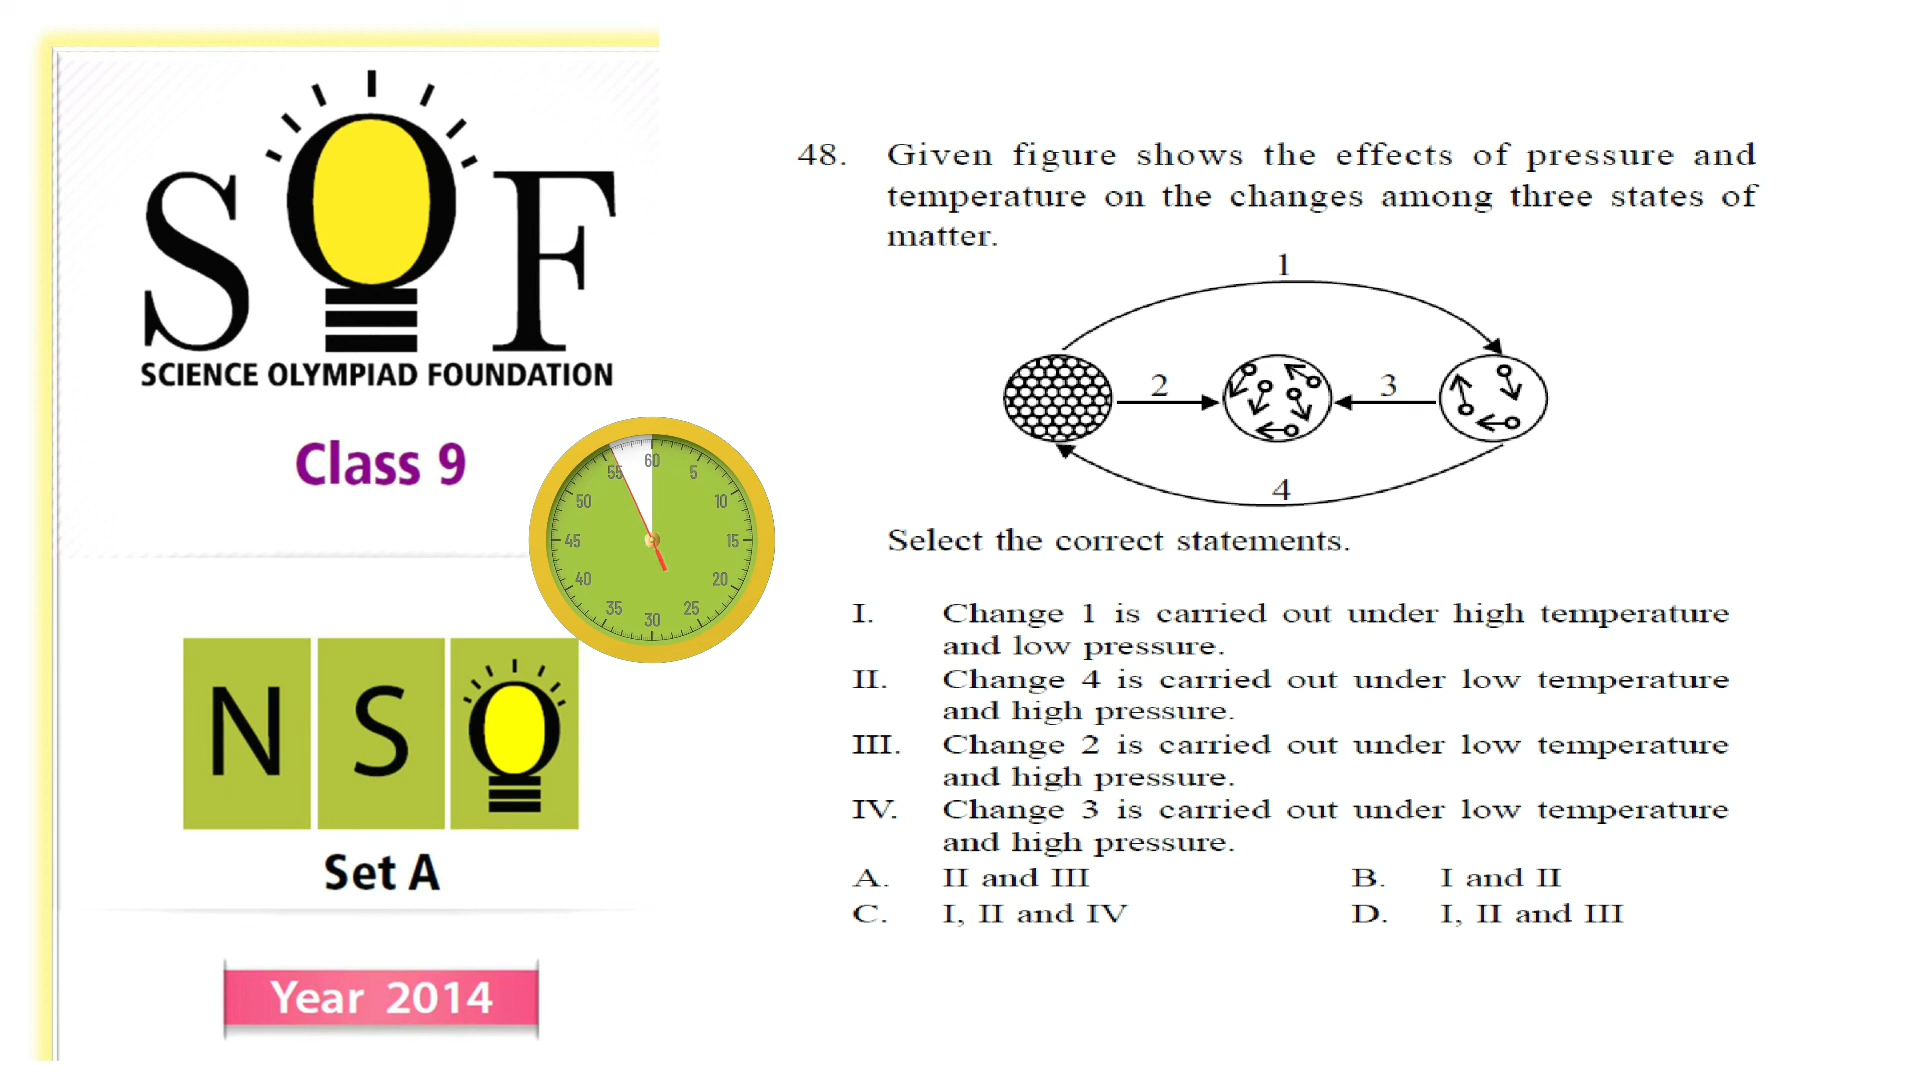 SOF
SCIENCE OLYMPIAD FOUNDATION
Class 9
60
5
10
15
20
25
30
35
40
45
50
55
NSO
Set A
Year 2014
48. Given figure shows the effects of pressure and
temperature on the changes among three states of
matter.
1
2
3
4
Select the correct statements.
I. Change 1 is carried out under high temperature
and low pressure.
II. Change 4 is carried out under low temperature
and high pressure.
III. Change 2 is carried out under low temperature
and high pressure.
IV. Change 3 is carried out under low temperature
and high pressure.
A. II and III B. I and II
C. I, II and IV D. I, II and III